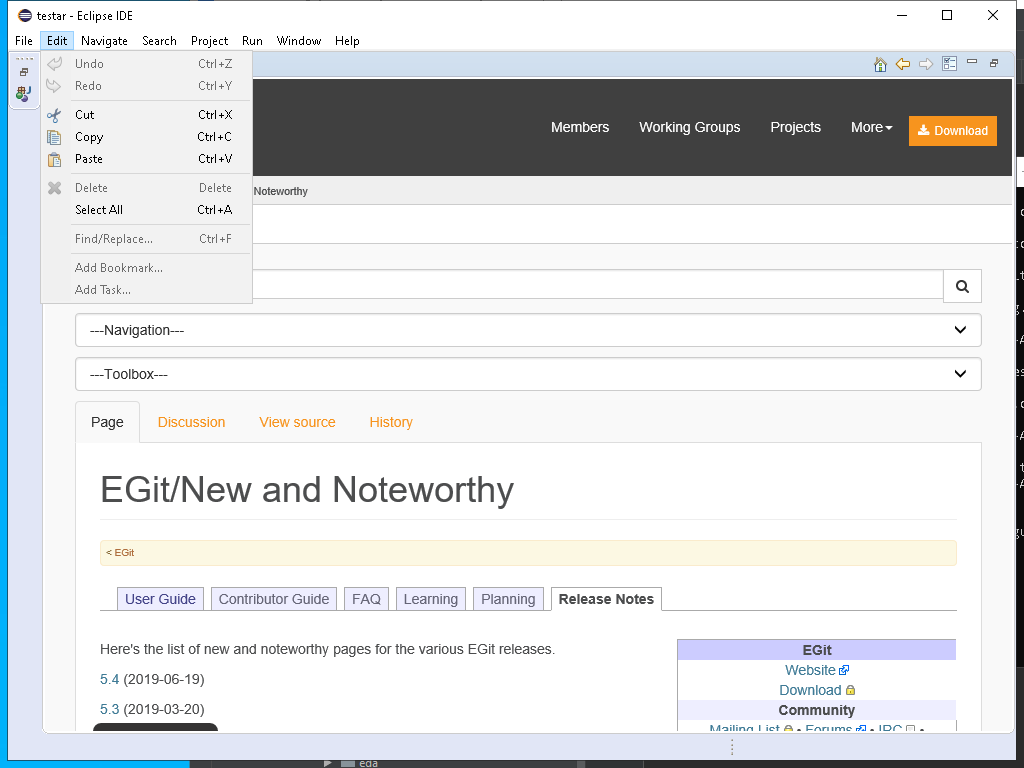 testar - Eclipse IDE
File Edit Navigate Search Project Run Window Help
Undo Ctrl+Z
Redo Ctrl+Y
Cut Ctrl+X
Copy Ctrl+C
Paste Ctrl+V
Delete Delete
Select All Ctrl+A
Find/Replace... Ctrl+F
Add Bookmark...
Add Task...
Members Working Groups Projects More Download
Noteworthy
---Navigation---
---Toolbox---
Page Discussion View source History
EGit/New and Noteworthy
< EGit
User Guide Contributor Guide FAQ Learning Planning Release Notes
Here's the list of new and noteworthy pages for the various EGit releases.
5.4 (2019-06-19)
5.3 (2019-03-20)
EGit
Website
Download
Community
Mailing List • Forums • IRC •
eda